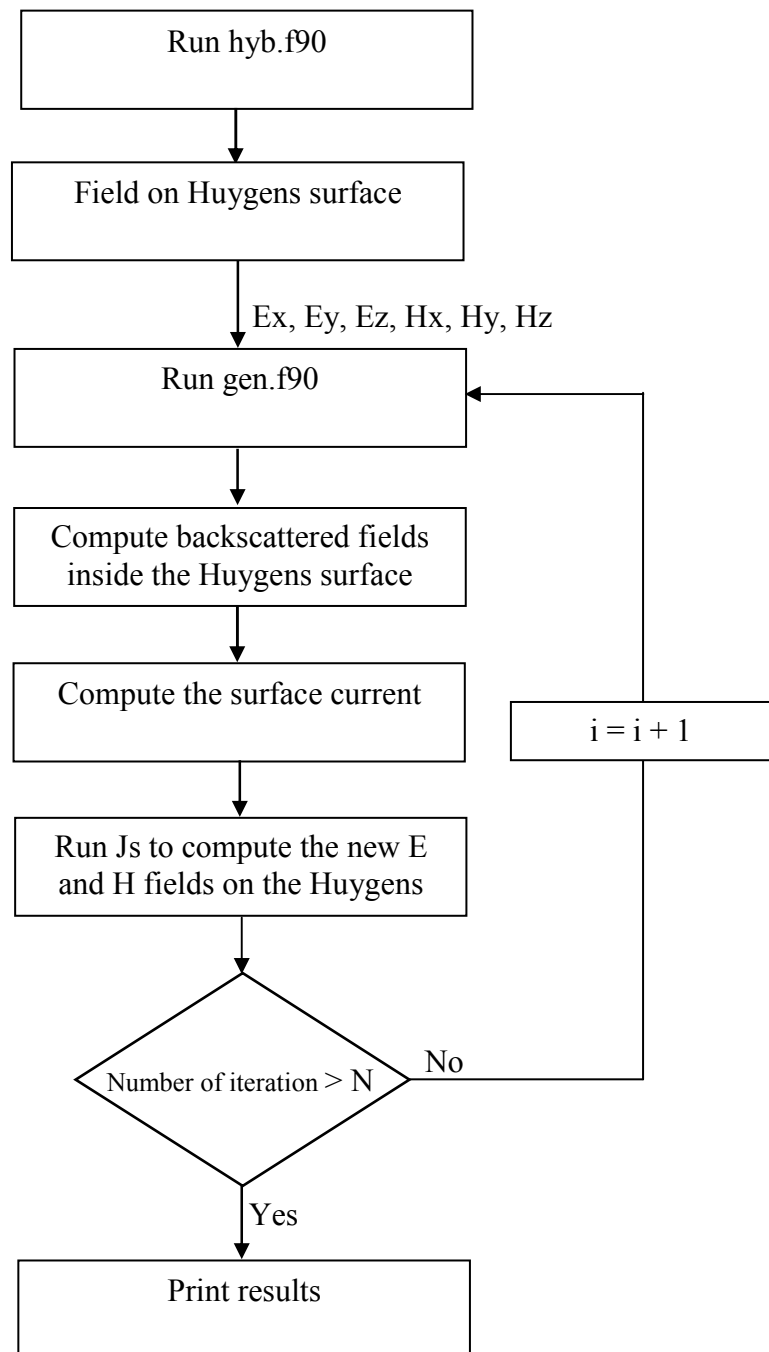 Run hyb.f90
Field on Huygens surface
Ex, Ey, Ez, Hx, Hy, Hz
Run gen.f90
Compute backscattered fields
inside the Huygens surface
Compute the surface current
i = i + 1
Run Js to compute the new E
and H fields on the Huygens
Number of iteration > N
No
Yes
Print results